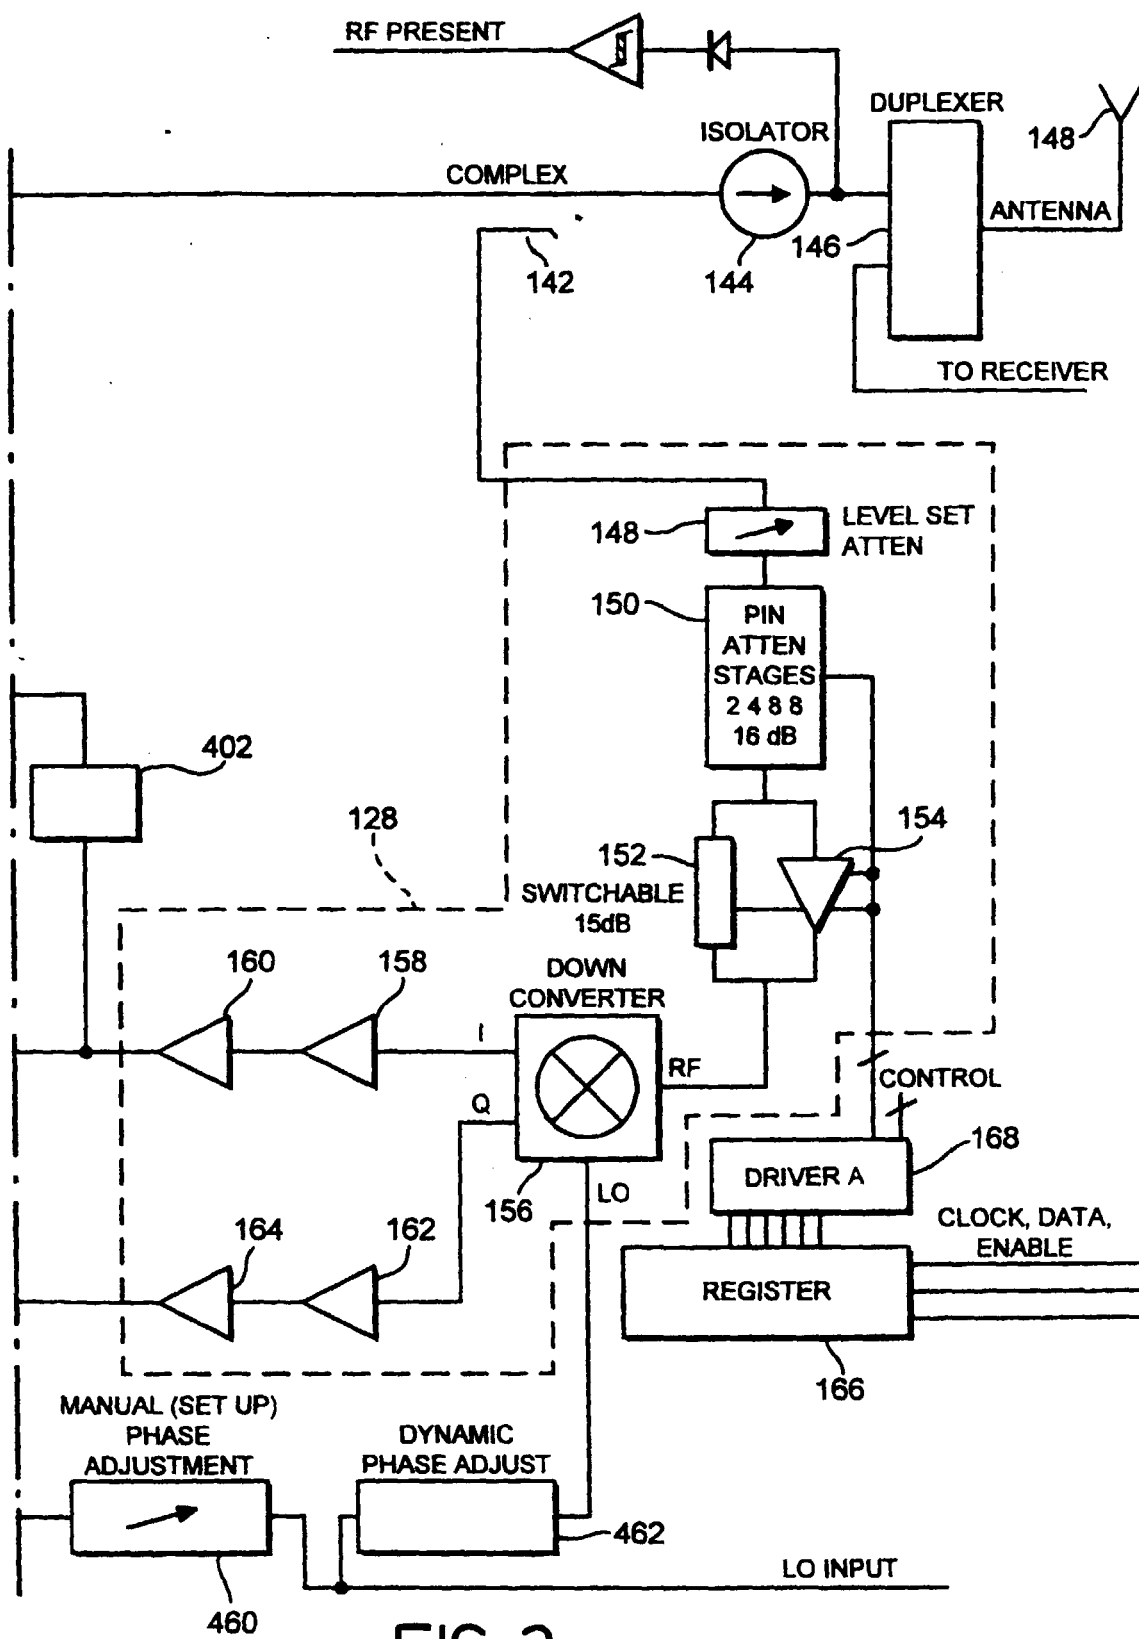 RF PRESENT
DUPLEXER
148
ISOLATOR
COMPLEX
ANTENNA
146
142
144
TO RECEIVER
148
LEVEL SET
ATTEN
150
PIN
ATTEN
STAGES
2 4 8 8
16 dB
402
128
154
152
SWITCHABLE
15dB
160
158
DOWN
CONVERTER
I
RF
Q
CONTROL
168
DRIVER A
156
LO
164
162
CLOCK, DATA,
ENABLE
REGISTER
166
MANUAL (SET UP)
PHASE
ADJUSTMENT
DYNAMIC
PHASE ADJUST
462
LO INPUT
460